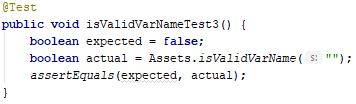 @Test
public void isValidVarNameTest3() {
boolean expected = false;
boolean actual = Assets.isValidVarName( s: "");
assertEquals(expected, actual);
}